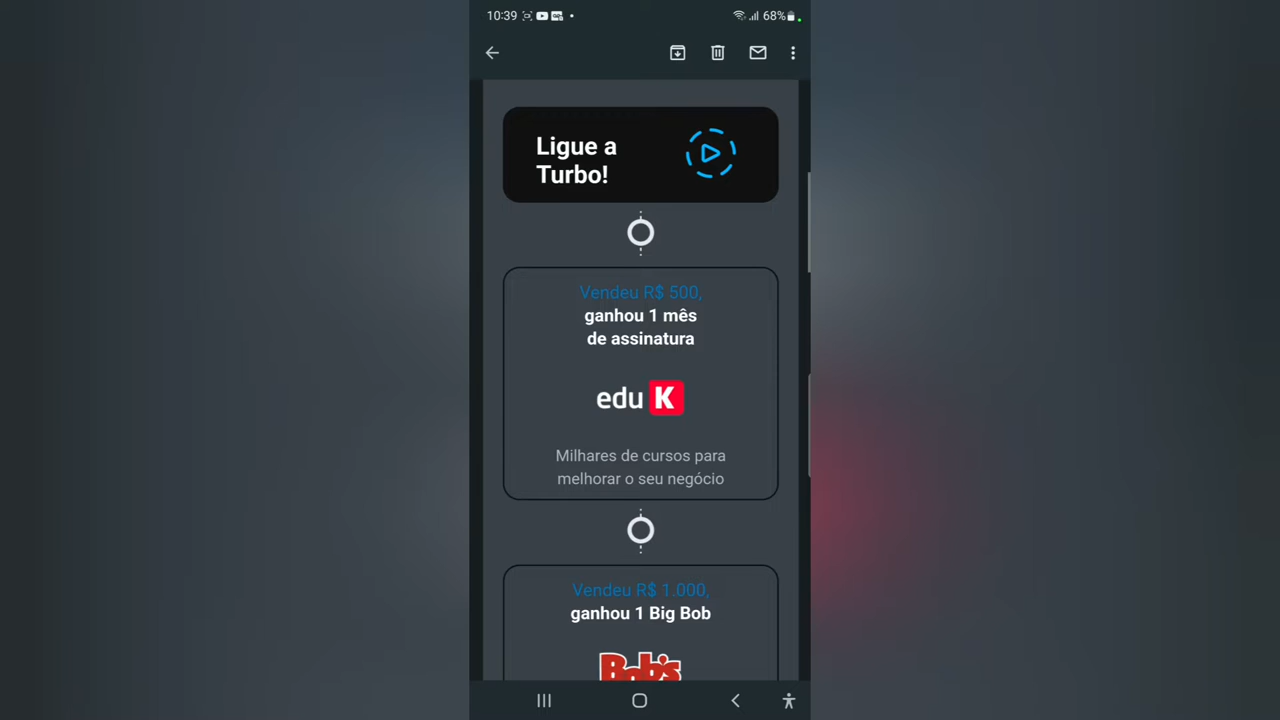 10:39
68%
Ligue a
Turbo!
Vendeu R$ 500,
ganhou 1 mês
de assinatura
edu K
Milhares de cursos para
melhorar o seu negócio
Vendeu R$ 1.000,
ganhou 1 Big Bob
Bob's